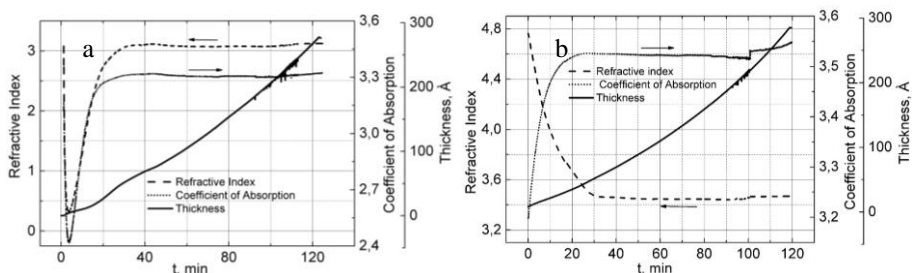 a
Refractive Index
3
2
1
0
Refractive Index
Coefficient of Absorption
Thickness
0
20
40
60
80
100
120
t, min
3,6
3,3
3,0
2,6
2,4
Coefficient of Absorption
300
200
100
0
Thickness, Å
b
Refractive Index
4,8
4,4
4,0
3,6
3,2
Refractive index
Coefficient of Absorption
Thickness
0
20
40
60
80
100
120
t, min
3,6
3,5
3,4
3,3
3,2
Coefficient of Absorption
300
200
100
0
Thickness, Å